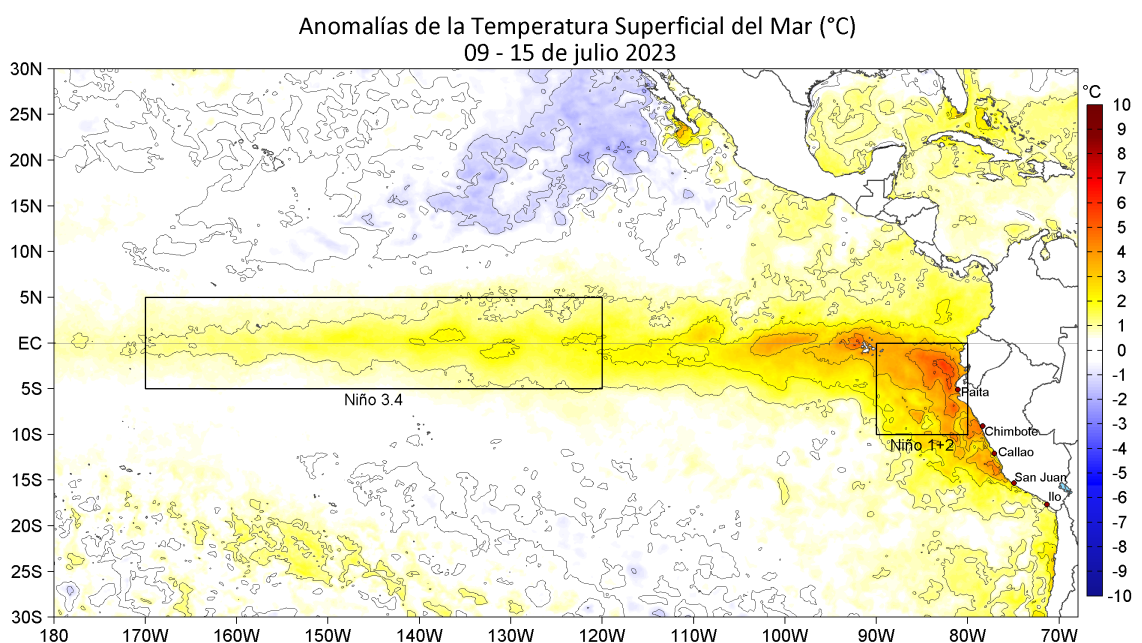 Anomalías de la Temperatura Superficial del Mar (°C)
09 - 15 de julio 2023
°C
30N
25N
20N
15N
10N
5N
EC
5S
10S
15S
20S
25S
30S
Niño 3.4
Niño 1+2
Paita
Chimbote
Callao
San Juan
Ilo
10
9
8
7
6
5
4
3
2
1
0
-1
-2
-3
-4
-5
-6
-7
-8
-9
-10
180 170W 160W 150W 140W 130W 120W 110W 100W 90W 80W 70W